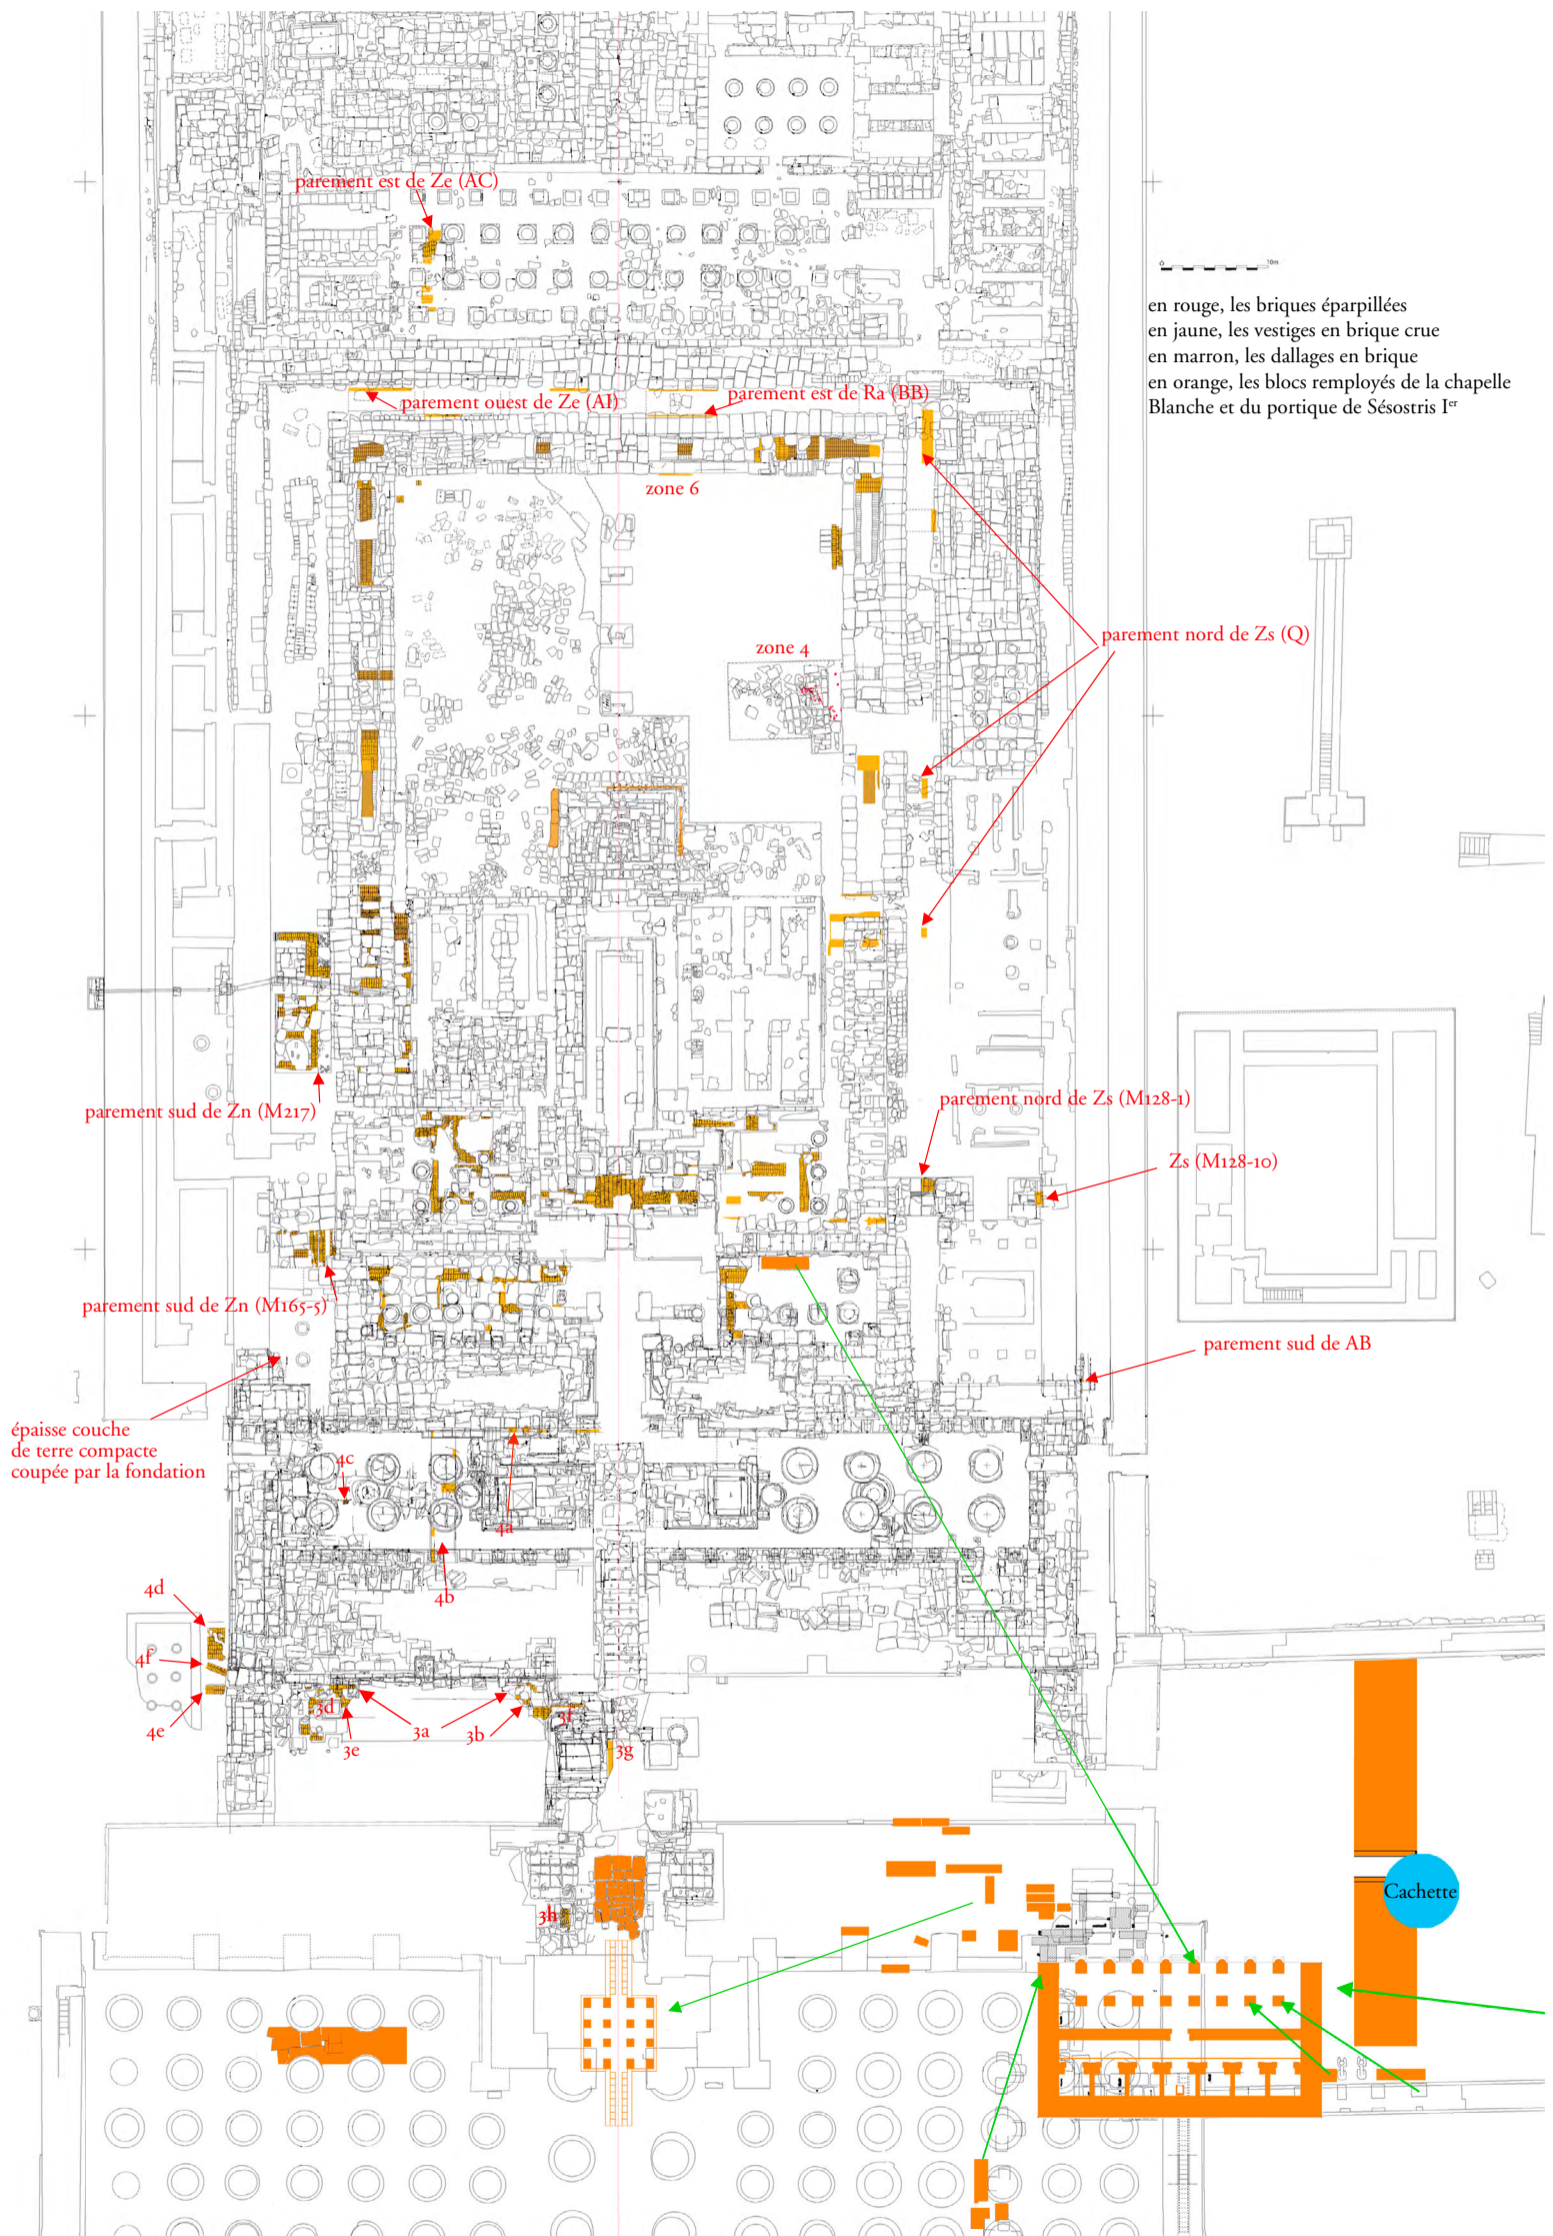 parement est de Ze (AC)
0 10m
en rouge, les briques éparpillées
en jaune, les vestiges en brique crue
en marron, les dallages en brique
en orange, les blocs remployés de la chapelle
Blanche et du portique de Sésostris Iᵉʳ
parement ouest de Ze (AI)
parement est de Ra (BB)
zone 6
parement nord de Zs (Q)
zone 4
parement sud de Zn (M217)
parement nord de Zs (M128-1)
Zs (M128-10)
parement sud de Zn (M165-5)
parement sud de AB
épaisse couche
de terre compacte
coupée par la fondation
4c
4a
4b
4d
4f
4e
3d
3e
3a
3b
3f
3g
3h
Cachette